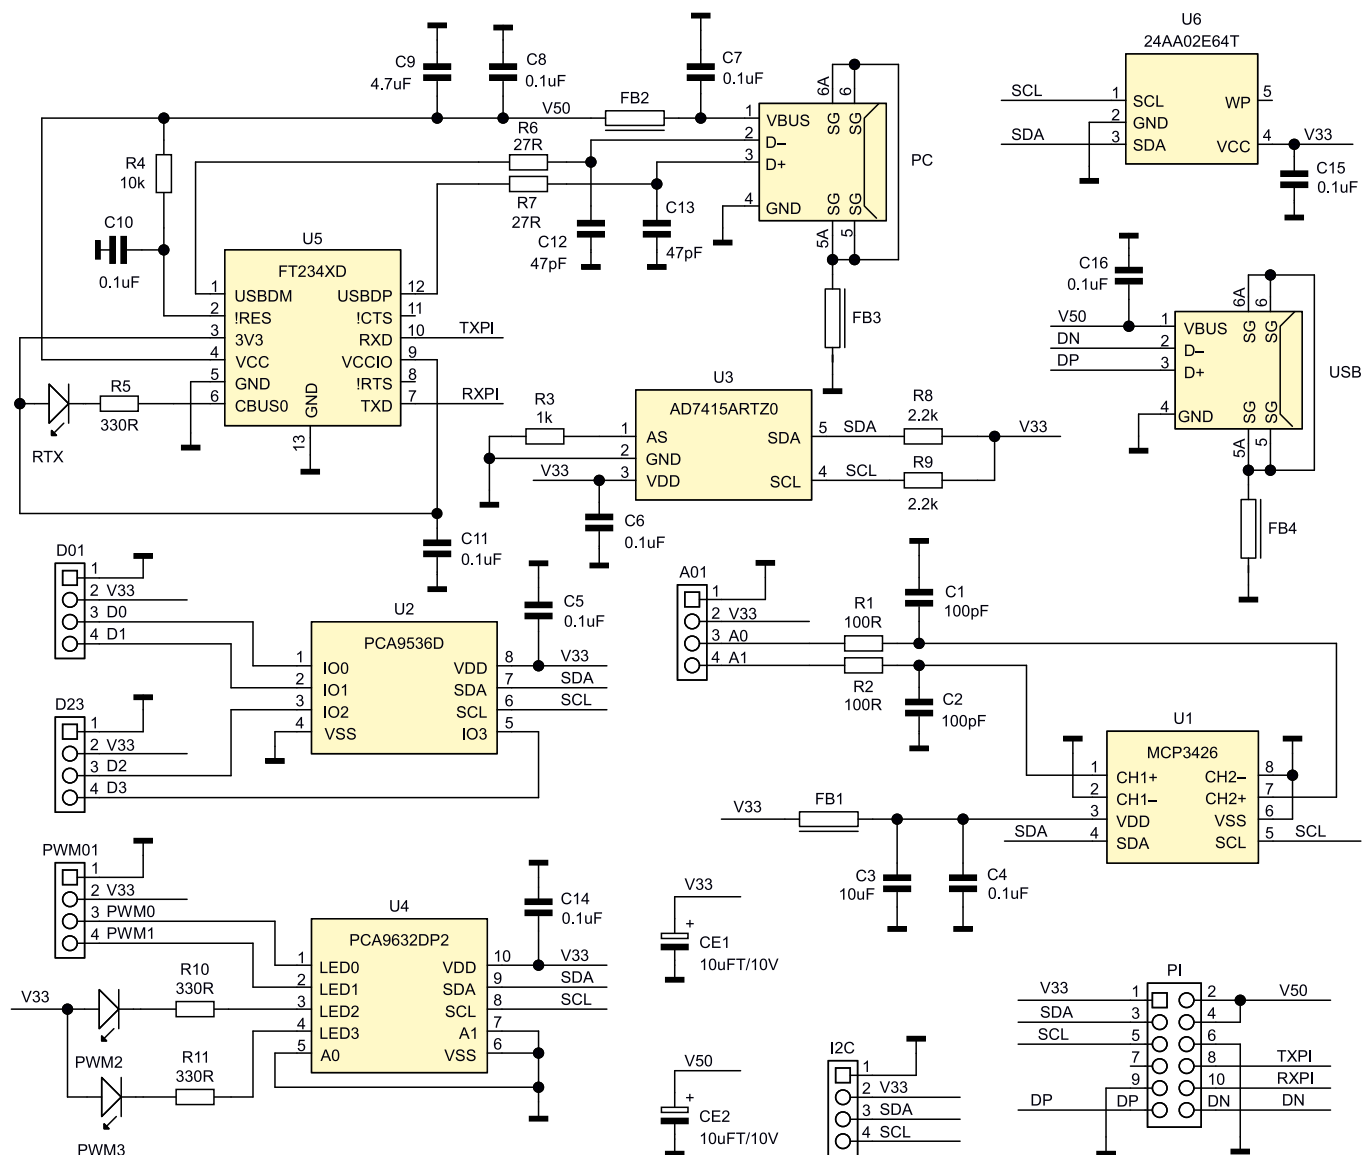 U6
24AA02E64T
SCL 1 SCL WP 5
2 GND
SDA 3 SDA VCC 4 V33
C15
0.1uF
C9
4.7uF
C8
0.1uF
C7
0.1uF
V50 FB2
R6
27R
R7
27R
C12
47pF
C13
47pF
1 VBUS
2 D–
3 D+
4 GND
6A 6
SG SG
SG SG
5A 5
PC
FB3
R4
10k
C10
0.1uF
U5
FT234XD
1 USBDM USBDP 12
2 !RES !CTS 11
3 3V3 RXD 10 TXPI
4 VCC VCCIO 9
5 GND !RTS 8
6 CBUS0 TXD 7 RXPI
GND
13
R5
330R
RTX
C11
0.1uF
U3
AD7415ARTZ0
R3
1k
1 AS SDA 5 SDA
2 GND
V33 3 VDD SCL 4 SCL
R8
2.2k
R9
2.2k
V33
C6
0.1uF
C16
0.1uF
V50 1 VBUS
DN 2 D–
DP 3 D+
4 GND
6A 6
SG SG
SG SG
5A 5
USB
FB4
D01
1
2 V33
3 D0
4 D1
D23
1
2 V33
3 D2
4 D3
U2
PCA9536D
1 IO0 VDD 8 V33
2 IO1 SDA 7 SDA
3 IO2 SCL 6 SCL
4 VSS IO3 5
C5
0.1uF
A01
1
2 V33
3 A0
4 A1
R1
100R
R2
100R
C1
100pF
C2
100pF
U1
MCP3426
1 CH1+ CH2– 8
2 CH1– CH2+ 7
3 VDD VSS 6
SDA 4 SDA SCL 5 SCL
V33 FB1
C3
10uF
C4
0.1uF
PWM01
1
2 V33
3 PWM0
4 PWM1
U4
PCA9632DP2
1 LED0 VDD 10 V33
2 LED1 SDA 9 SDA
3 LED2 SCL 8 SCL
4 LED3 A1 7
5 A0 VSS 6
C14
0.1uF
V33
R10
330R
PWM2
R11
330R
PWM3
V33
+
CE1
10uFT/10V
V50
+
CE2
10uFT/10V
I2C
1
2 V33
3 SDA
4 SCL
PI
V33 1 2 V50
SDA 3 4
SCL 5 6
7 8 TXPI
9 10 RXPI
DP DP DN DN